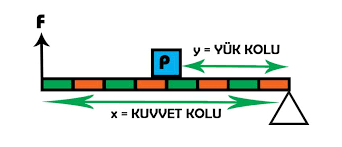 F
P
y = YÜK KOLU
x = KUVVET KOLU